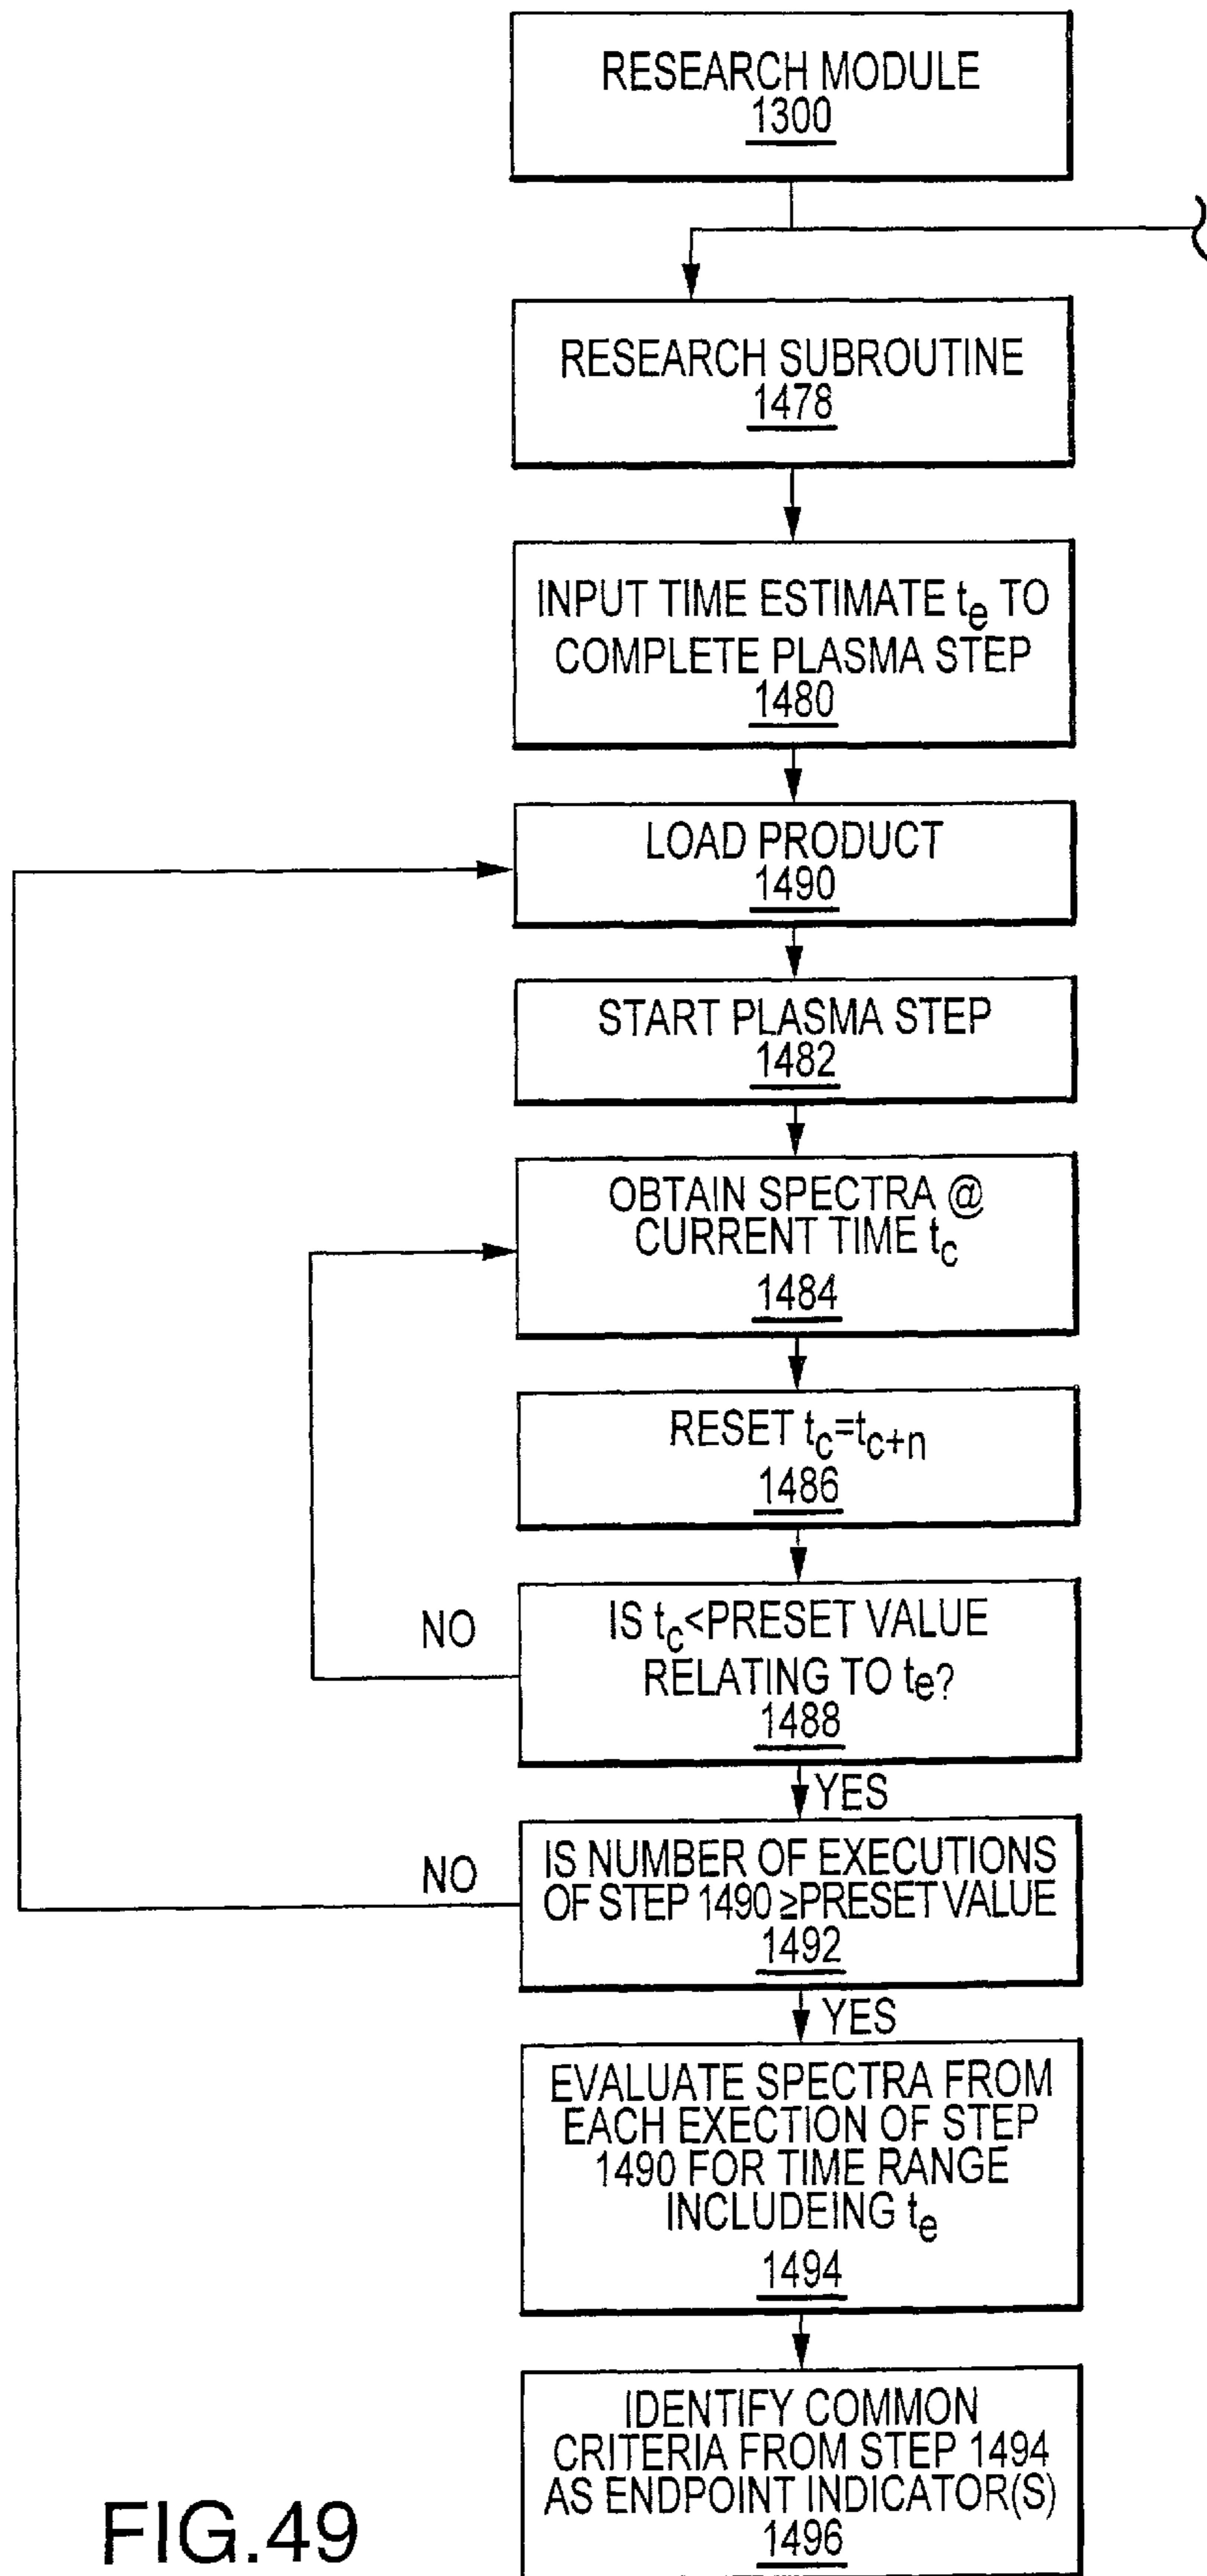 RESEARCH MODULE
1300
RESEARCH SUBROUTINE
1478
INPUT TIME ESTIMATE te TO
COMPLETE PLASMA STEP
1480
LOAD PRODUCT
1490
START PLASMA STEP
1482
OBTAIN SPECTRA @
CURRENT TIME tc
1484
RESET tc=tc+n
1486
NO
IS tc<PRESET VALUE
RELATING TO te?
1488
YES
NO
IS NUMBER OF EXECUTIONS
OF STEP 1490 ≥PRESET VALUE
1492
YES
EVALUATE SPECTRA FROM
EACH EXECTION OF STEP
1490 FOR TIME RANGE
INCLUDEING te
1494
IDENTIFY COMMON
CRITERIA FROM STEP 1494
AS ENDPOINT INDICATOR(S)
1496
FIG.49